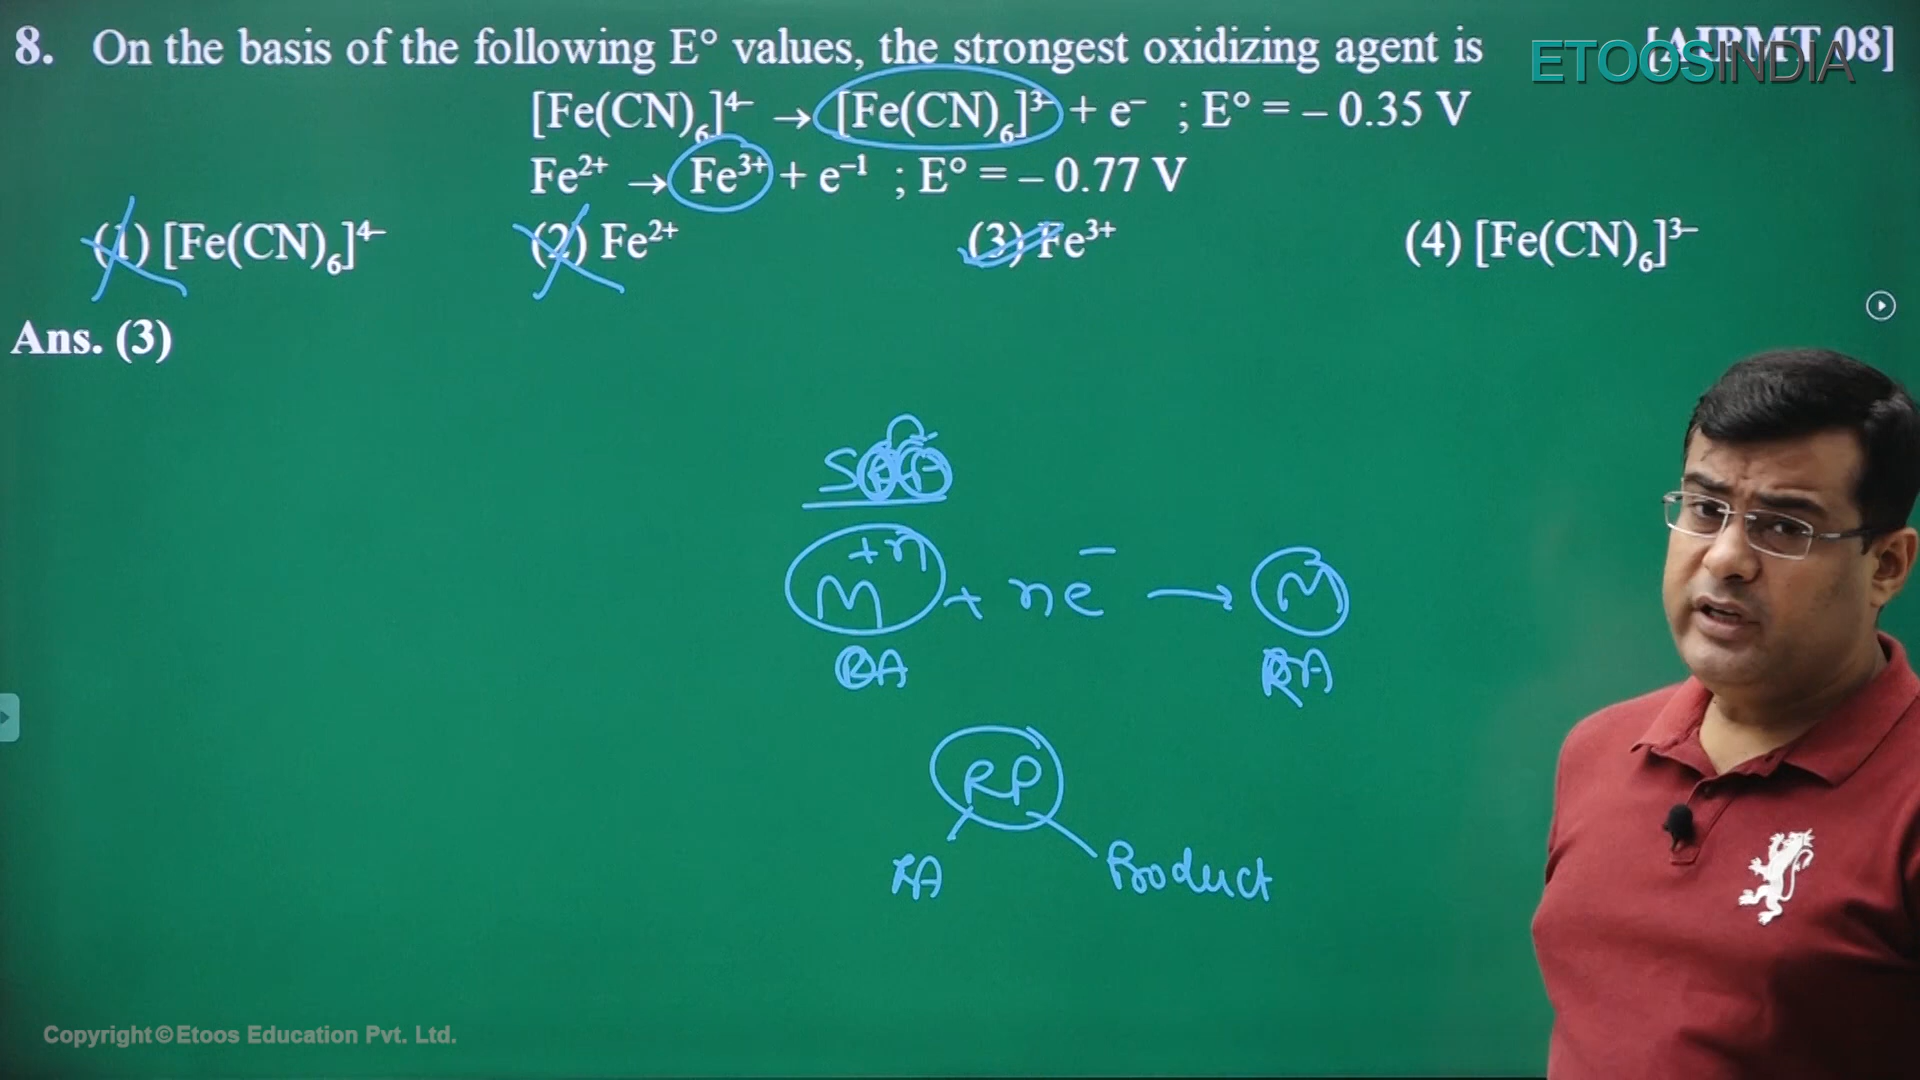 8. On the basis of the following E° values, the strongest oxidizing agent is [AIPMT 08]
ETOOSINDIA
[Fe(CN)₆]⁴⁻ → [Fe(CN)₆]³⁻ + e⁻ ; E° = – 0.35 V
Fe²⁺ → Fe³⁺ + e⁻¹ ; E° = – 0.77 V
(1) [Fe(CN)₆]⁴⁻ (2) Fe²⁺ (3) Fe³⁺ (4) [Fe(CN)₆]³⁻
Ans. (3)
M⁺ⁿ + ne⁻ → M
OA RA
RP
RA Product
Copyright © Etoos Education Pvt. Ltd.